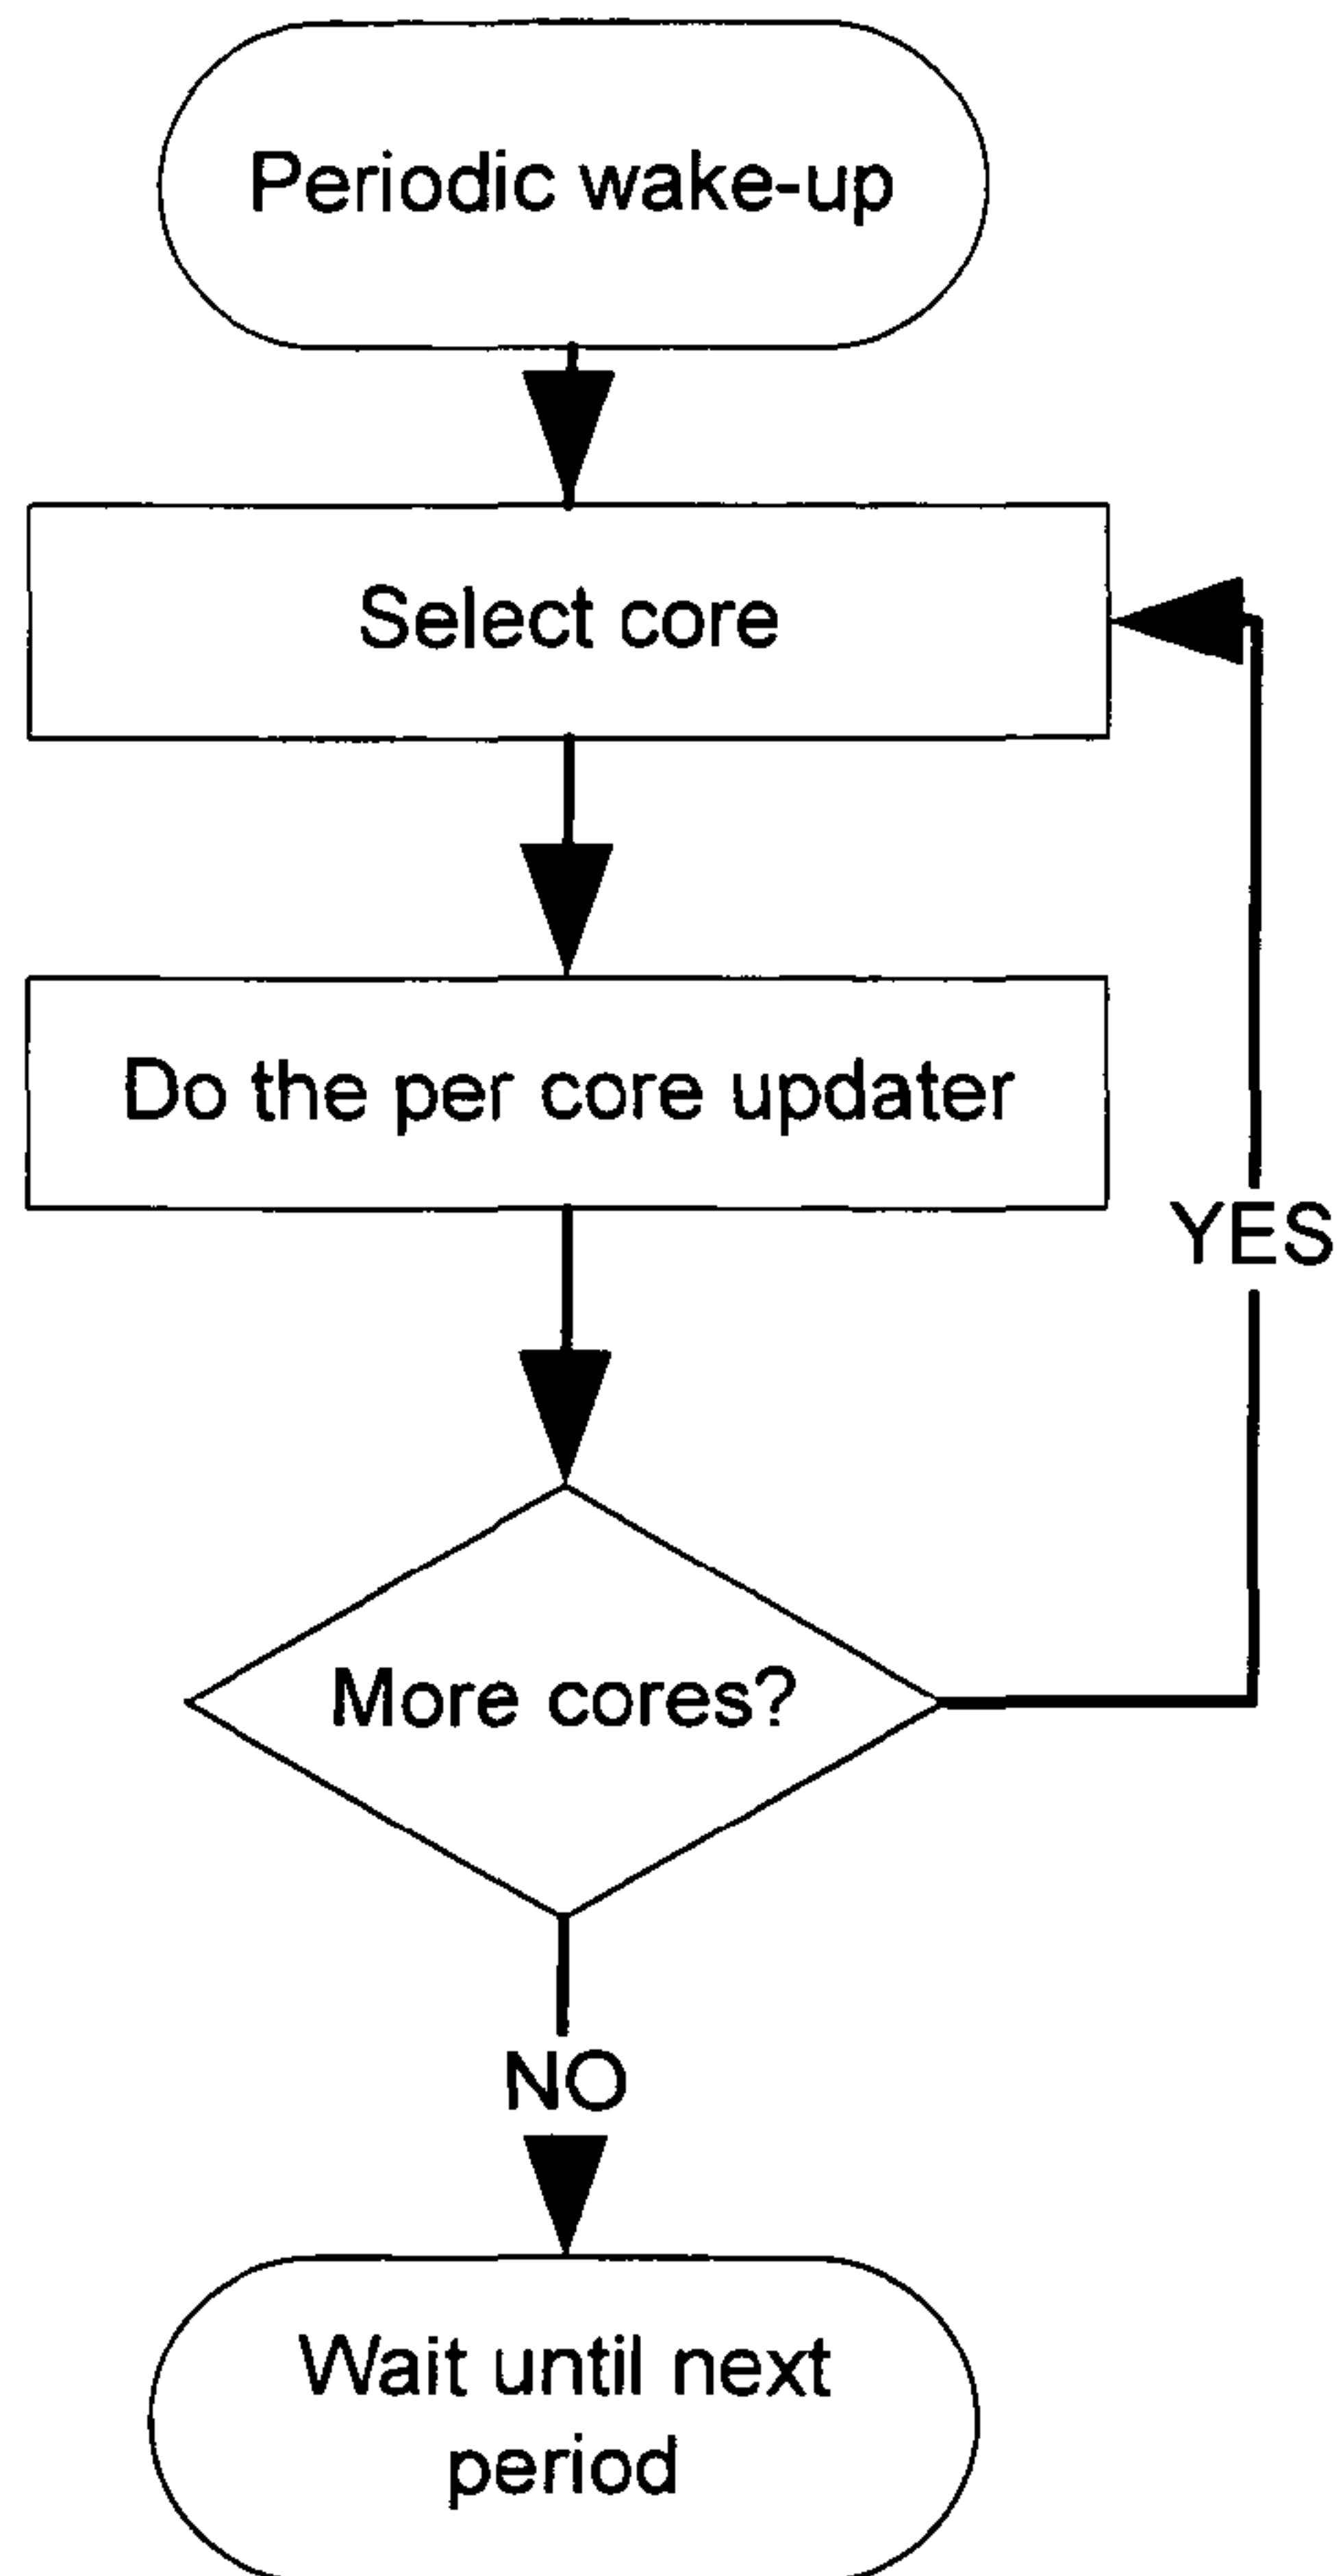 Periodic wake-up
Select core
Do the per core updater
YES
More cores?
NO
Wait until next
period